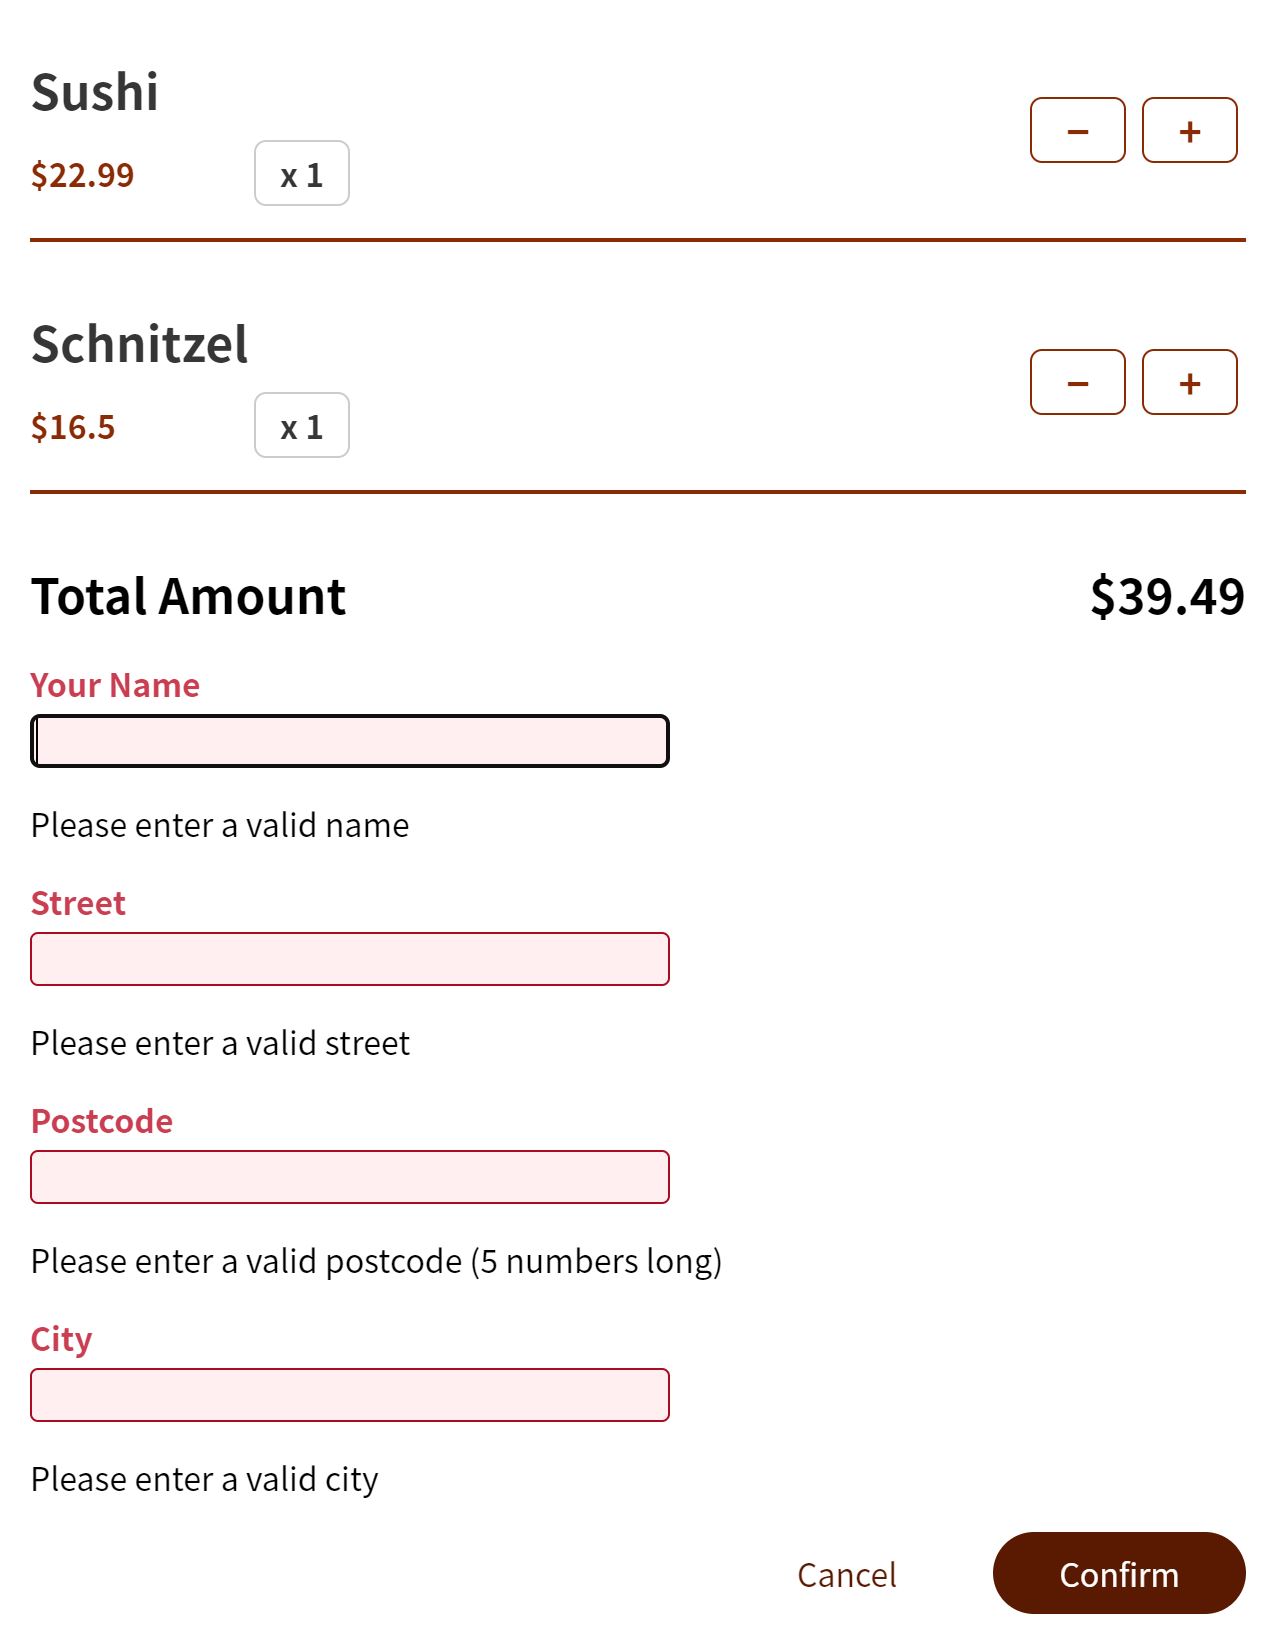 Sushi
− +
$22.99 x 1
Schnitzel
− +
$16.5 x 1
Total Amount $39.49
Your Name
Please enter a valid name
Street
Please enter a valid street
Postcode
Please enter a valid postcode (5 numbers long)
City
Please enter a valid city
Cancel Confirm